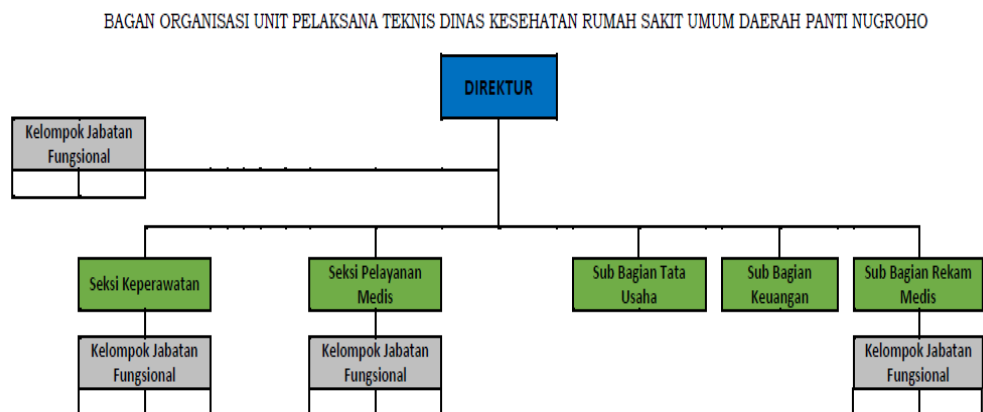 BAGAN ORGANISASI UNIT PELAKSANA TEKNIS DINAS KESEHATAN RUMAH SAKIT UMUM DAERAH PANTI NUGROHO
DIREKTUR
Kelompok Jabatan
Fungsional
Seksi Keperawatan
Seksi Pelayanan
Medis
Sub Bagian Tata
Usaha
Sub Bagian
Keuangan
Sub Bagian Rekam
Medis
Kelompok Jabatan
Fungsional
Kelompok Jabatan
Fungsional
Kelompok Jabatan
Fungsional